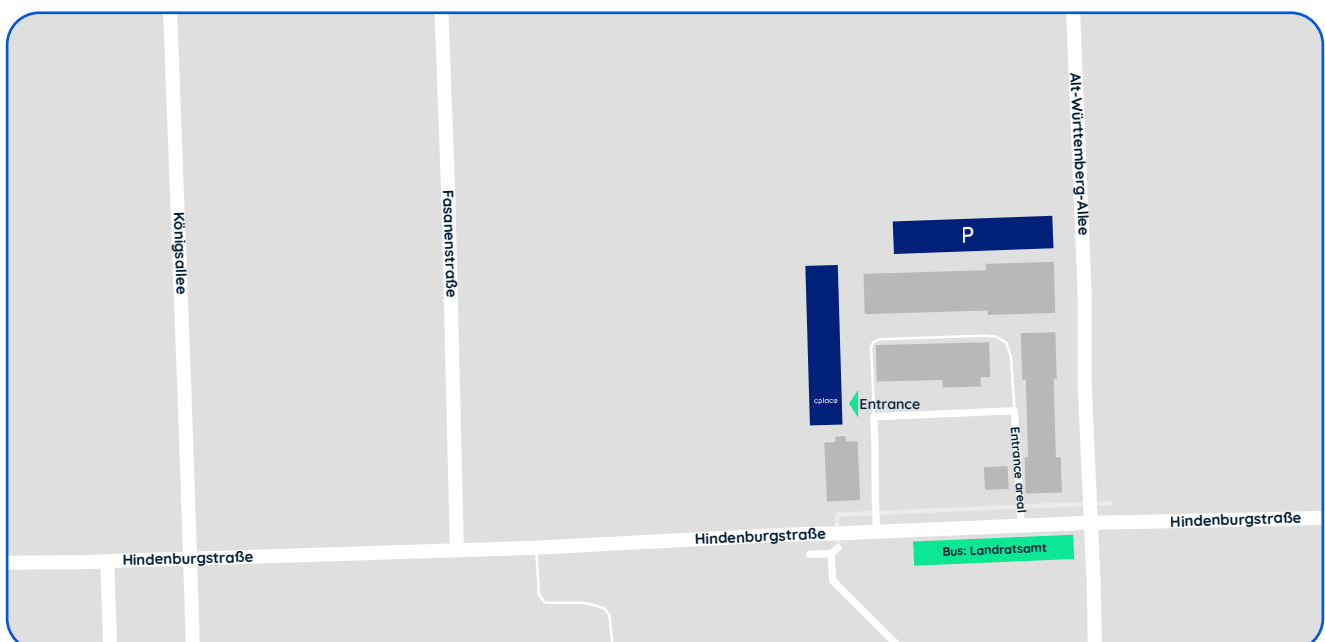 Alt-Württemberg-Allee
Königsallee
Fasanenstraße
P
cplace
Entrance
Entrance areal
Hindenburgstraße
Hindenburgstraße
Hindenburgstraße
Bus: Landratsamt